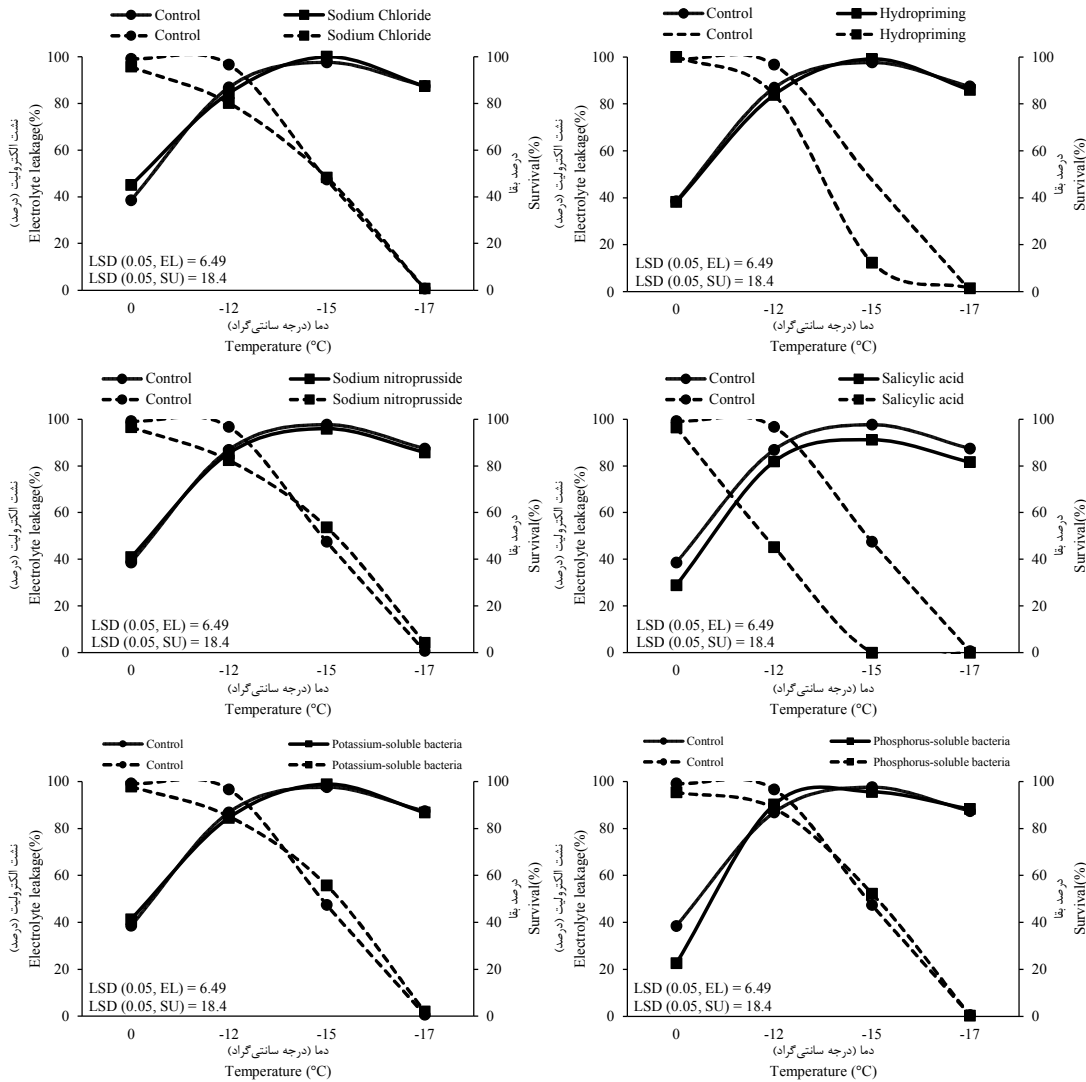 Control Sodium Chloride
Control Sodium Chloride
100
80
60
40
20
0
100
80
60
40
20
0
نشت الکترولیت (درصد)
Electrolyte leakage(%)
درصد بقا
Survival(%)
LSD (0.05, EL) = 6.49
LSD (0.05, SU) = 18.4
0 -12 -15 -17
دما (درجه سانتی‌گراد)
Temperature (°C)
Control Hydropriming
Control Hydropriming
100
80
60
40
20
0
100
80
60
40
20
0
نشت الکترولیت (درصد)
Electrolyte leakage(%)
درصد بقا
Survival(%)
LSD (0.05, EL) = 6.49
LSD (0.05, SU) = 18.4
0 -12 -15 -17
دما (درجه سانتی‌گراد)
Temperature (°C)
Control Sodium nitroprusside
Control Sodium nitroprusside
100
80
60
40
20
0
100
80
60
40
20
0
نشت الکترولیت (درصد)
Electrolyte leakage(%)
درصد بقا
Survival(%)
LSD (0.05, EL) = 6.49
LSD (0.05, SU) = 18.4
0 -12 -15 -17
دما (درجه سانتی‌گراد)
Temperature (°C)
Control Salicylic acid
Control Salicylic acid
100
80
60
40
20
0
100
80
60
40
20
0
نشت الکترولیت (درصد)
Electrolyte leakage(%)
درصد بقا
Survival(%)
LSD (0.05, EL) = 6.49
LSD (0.05, SU) = 18.4
0 -12 -15 -17
دما (درجه سانتی‌گراد)
Temperature (°C)
Control Potassium-soluble bacteria
Control Potassium-soluble bacteria
100
80
60
40
20
0
100
80
60
40
20
0
نشت الکترولیت (درصد)
Electrolyte leakage(%)
درصد بقا
Survival(%)
LSD (0.05, EL) = 6.49
LSD (0.05, SU) = 18.4
0 -12 -15 -17
دما (درجه سانتی‌گراد)
Temperature (°C)
Control Phosphorus-soluble bacteria
Control Phosphorus-soluble bacteria
100
80
60
40
20
0
100
80
60
40
20
0
نشت الکترولیت (درصد)
Electrolyte leakage(%)
درصد بقا
Survival(%)
LSD (0.05, EL) = 6.49
LSD (0.05, SU) = 18.4
0 -12 -15 -17
دما (درجه سانتی‌گراد)
Temperature (°C)